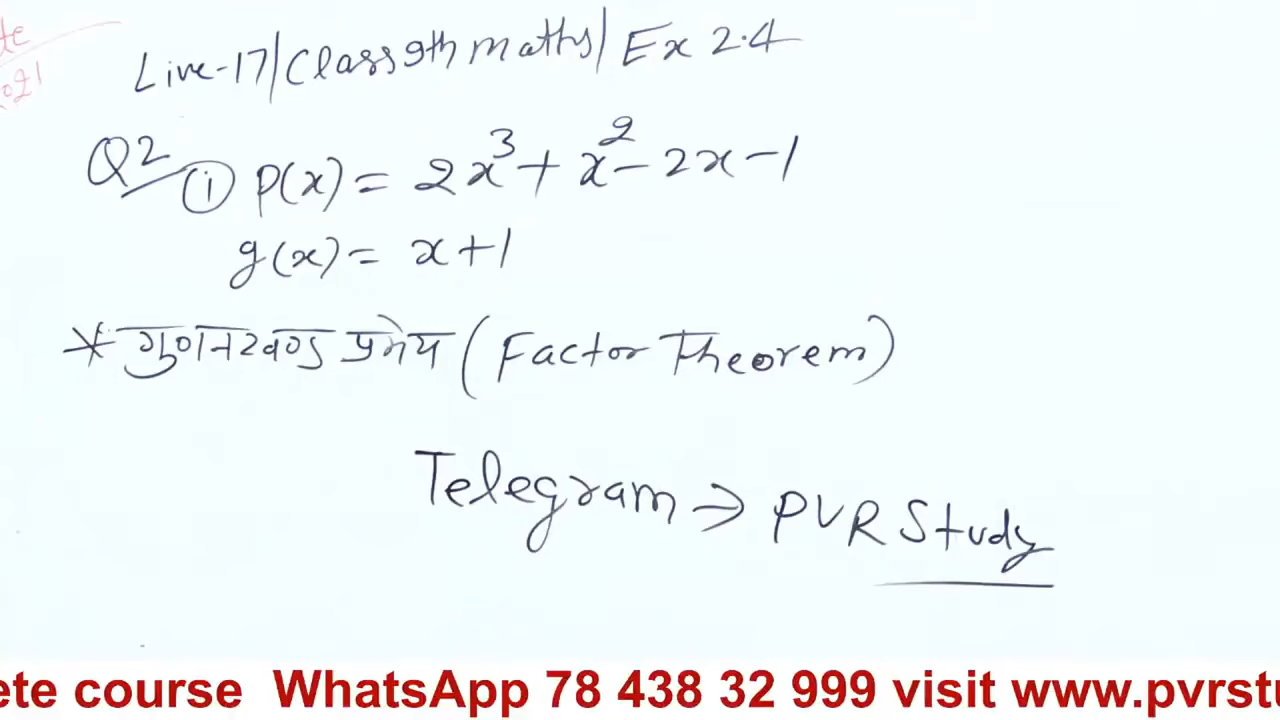 Live-17/Class 9th maths/ Ex 2.4
Q2 ① p(x) = 2x³ + x² - 2x - 1
g(x) = x + 1
* गुणनखण्ड प्रमेय (Factor Theorem)
Telegram → PVR Study
ete course WhatsApp 78 438 32 999 visit www.pvrstu